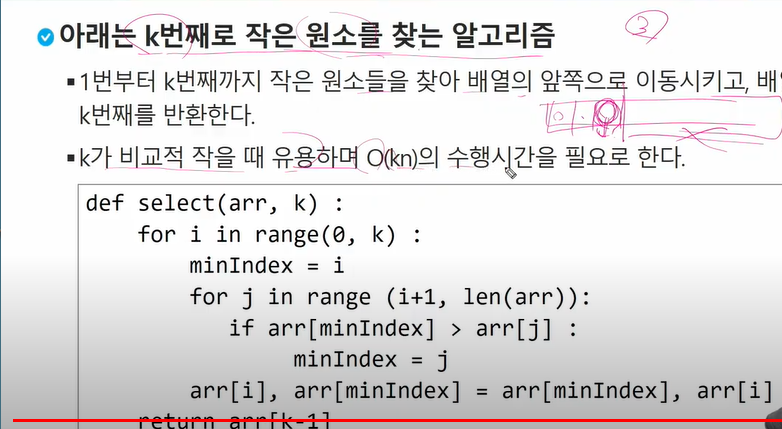 아래는 k번째로 작은 원소를 찾는 알고리즘
3
▪1번부터 k번째까지 작은 원소들을 찾아 배열의 앞쪽으로 이동시키고,
k번째를 반환한다.
▪k가 비교적 작을 때 유용하며 O(kn)의 수행시간을 필요로 한다.
def select(arr, k) :
for i in range(0, k) :
minIndex = i
for j in range (i+1, len(arr)):
if arr[minIndex] > arr[j] :
minIndex = j
arr[i], arr[minIndex] = arr[minIndex], arr[i]
return arr[k-1]